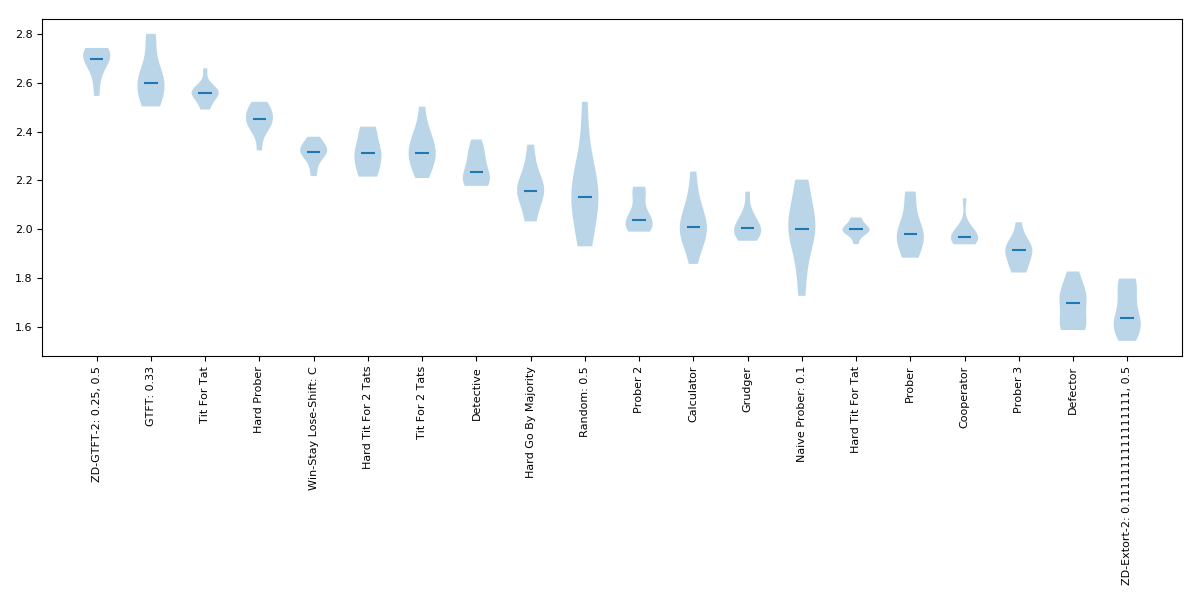 2.8
2.6
2.4
2.2
2.0
1.8
1.6
ZD-GTFT-2: 0.25, 0.5
GTFT: 0.33
Tit For Tat
Hard Prober
Win-Stay Lose-Shift: C
Hard Tit For 2 Tats
Tit For 2 Tats
Detective
Hard Go By Majority
Random: 0.5
Prober 2
Calculator
Grudger
Naive Prober: 0.1
Hard Tit For Tat
Prober
Cooperator
Prober 3
Defector
ZD-Extort-2: 0.1111111111111111, 0.5